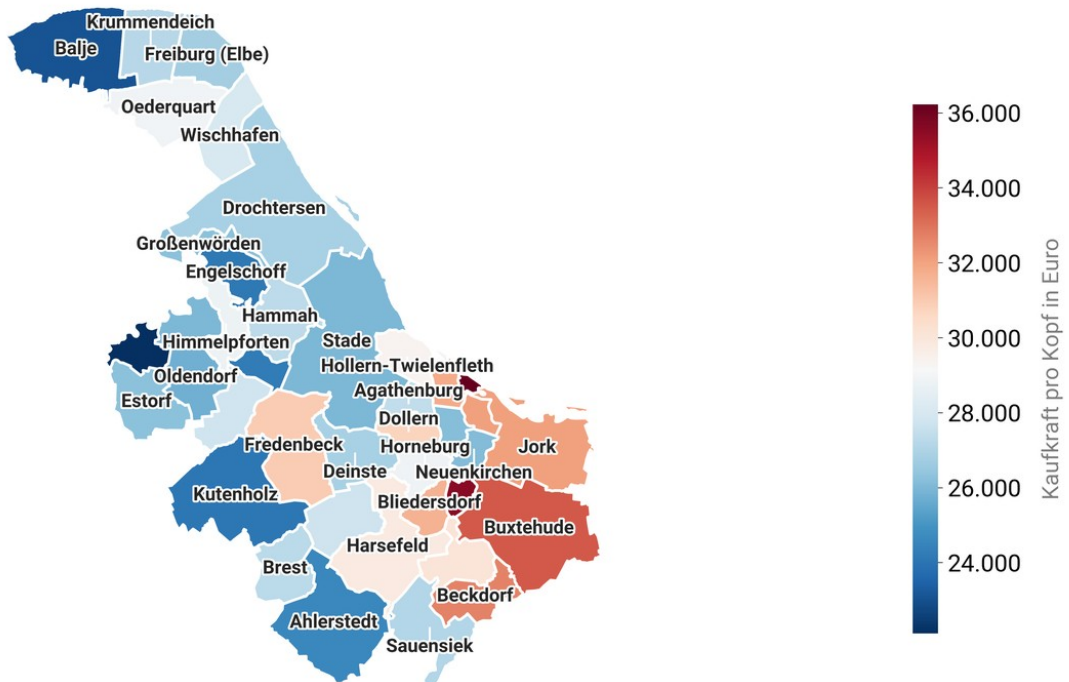 Krummendeich
Balje
Freiburg (Elbe)
Oederquart
Wischhafen
Drochtersen
Großenwörden
Engelschoff
Hammah
Himmelpforten
Stade
Oldendorf
Hollern-Twielenfleth
Estorf
Agathenburg
Dollern
Fredenbeck
Horneburg
Jork
Deinste
Neuenkirchen
Kutenholz
Bliedersdorf
Buxtehude
Harsefeld
Brest
Beckdorf
Ahlerstedt
Sauensiek
36.000
34.000
32.000
30.000
28.000
26.000
24.000
Kaufkraft pro Kopf in Euro